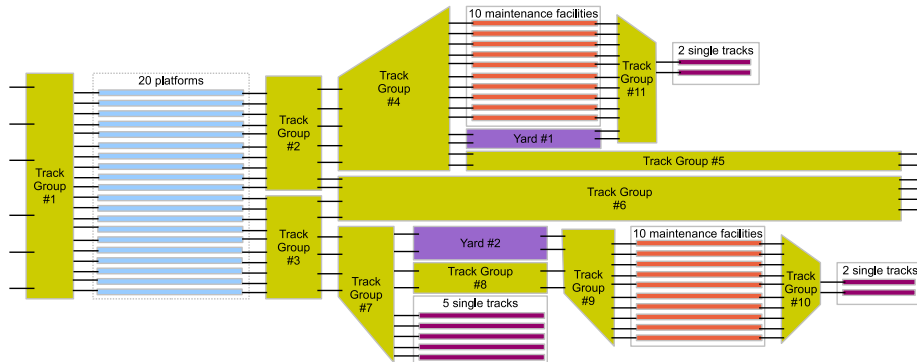 10 maintenance facilities
2 single tracks
20 platforms
Track
Group
#4
Track
Group
#11
Track
Group
#2
Yard #1
Track Group #5
Track
Group
#1
Track Group
#6
Track
Group
#3
Yard #2
10 maintenance facilities
2 single tracks
Track Group
#8
Track
Group
#7
Track
Group
#9
Track
Group
#10
5 single tracks